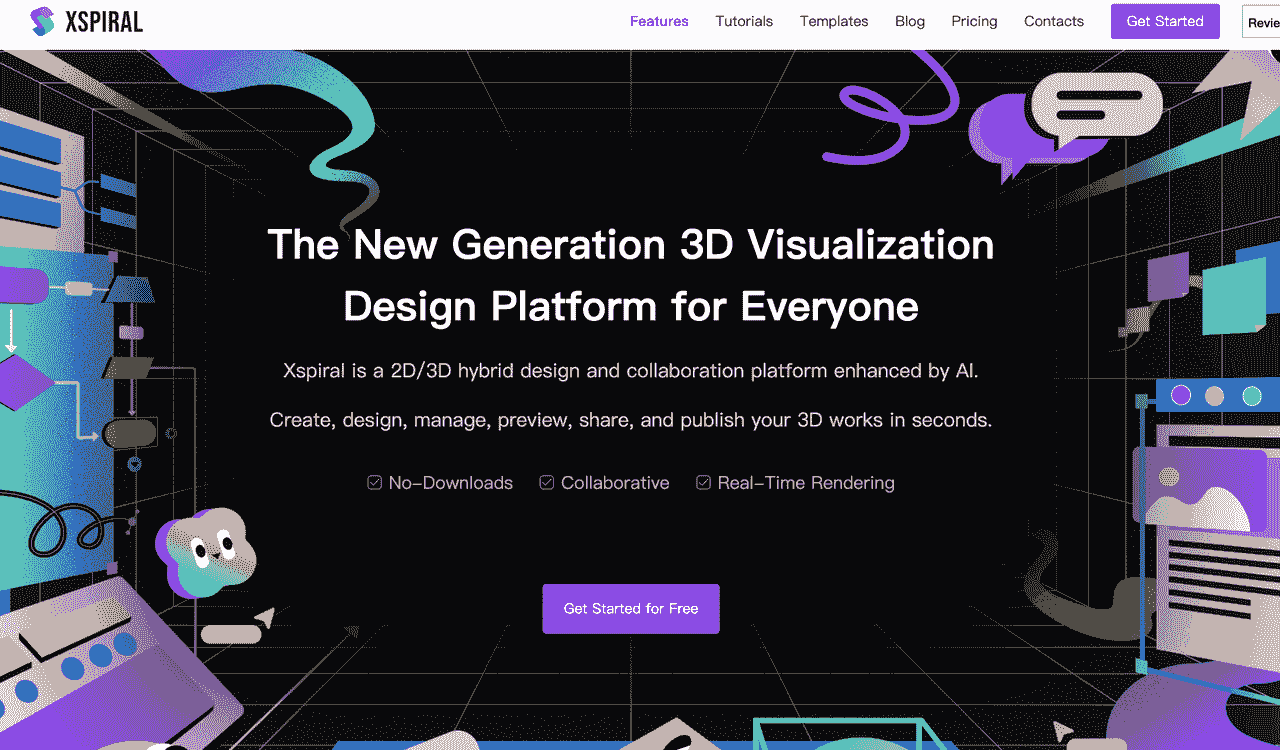 XSPIRAL
Features Tutorials Templates Blog Pricing Contacts Get Started Revie
The New Generation 3D Visualization
Design Platform for Everyone
Xspiral is a 2D/3D hybrid design and collaboration platform enhanced by AI.
Create, design, manage, preview, share, and publish your 3D works in seconds.
No-Downloads Collaborative Real-Time Rendering
Get Started for Free